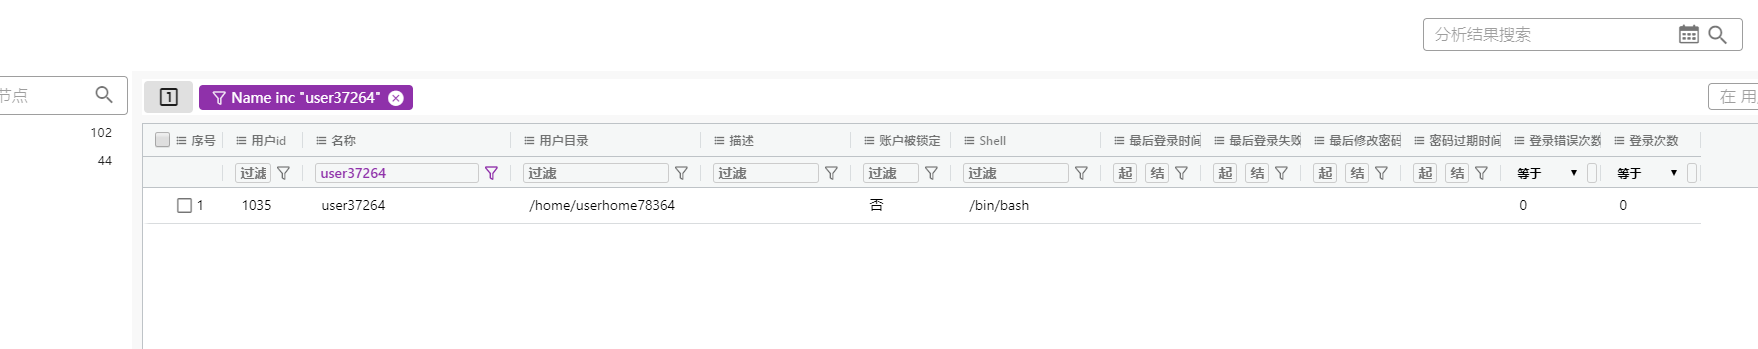 分析结果搜索
节点
1 Name inc "user37264"
在 用
102
44
序号 用户id 名称 用户目录 描述 账户被锁定 Shell 最后登录时间 最后登录失败 最后修改密码 密码过期时间 登录错误次数 登录次数
过滤 user37264 过滤 过滤 过滤 过滤 起 结 起 结 起 结 起 结 等于 等于
1 1035 user37264 /home/userhome78364 否 /bin/bash 0 0